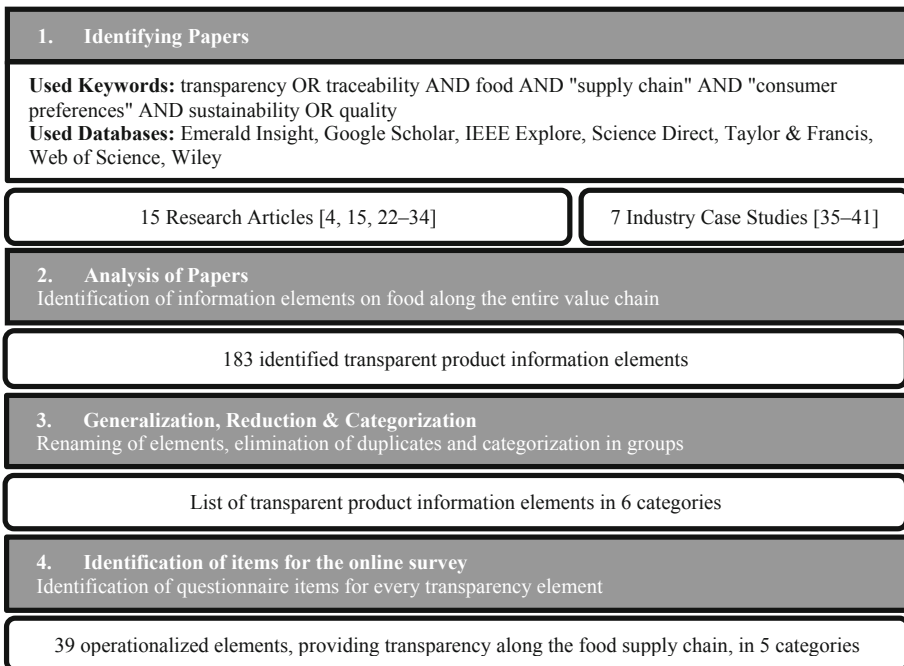 1. Identifying Papers
Used Keywords: transparency OR traceability AND food AND "supply chain" AND "consumer
preferences" AND sustainability OR quality
Used Databases: Emerald Insight, Google Scholar, IEEE Explore, Science Direct, Taylor & Francis,
Web of Science, Wiley
15 Research Articles [4, 15, 22–34]
7 Industry Case Studies [35–41]
2. Analysis of Papers
Identification of information elements on food along the entire value chain
183 identified transparent product information elements
3. Generalization, Reduction & Categorization
Renaming of elements, elimination of duplicates and categorization in groups
List of transparent product information elements in 6 categories
4. Identification of items for the online survey
Identification of questionnaire items for every transparency element
39 operationalized elements, providing transparency along the food supply chain, in 5 categories